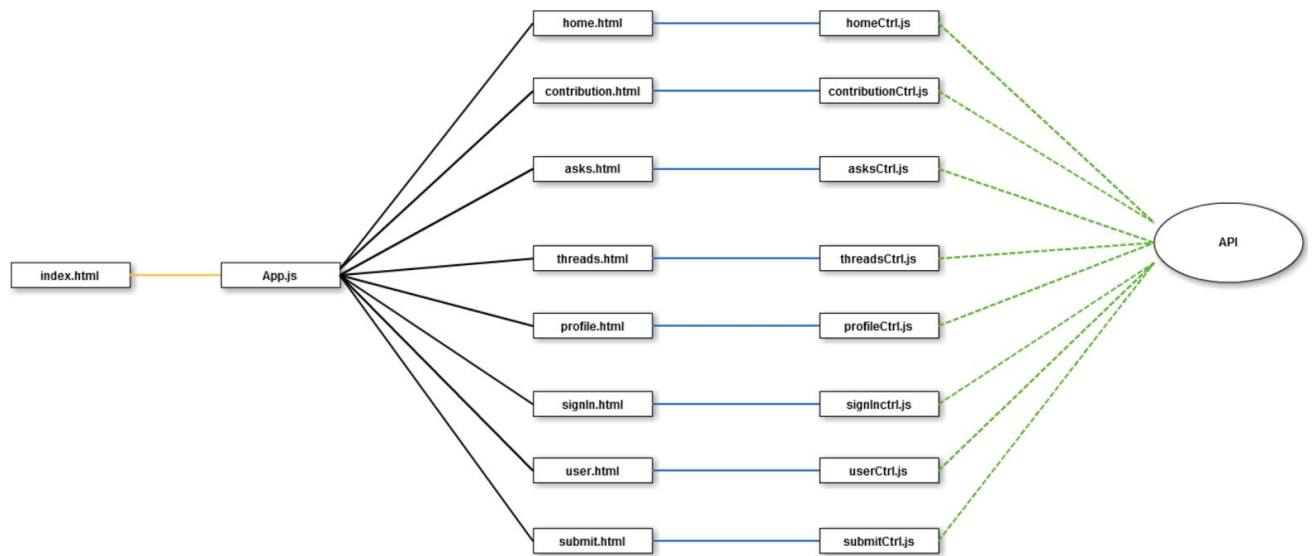 home.html
homeCtrl.js
contribution.html
contributionCtrl.js
asks.html
asksCtrl.js
API
threads.html
threadsCtrl.js
index.html
App.js
profile.html
profileCtrl.js
signIn.html
signInctrl.js
user.html
userCtrl.js
submit.html
submitCtrl.js